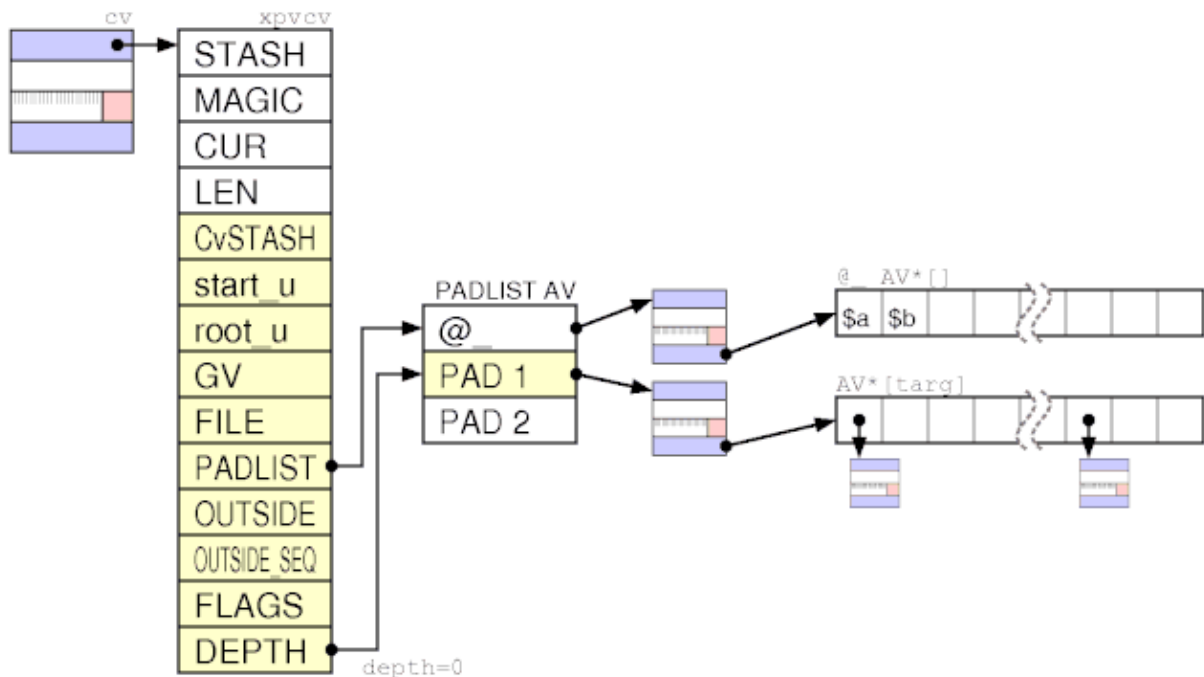 cv
xpvcv
STASH
MAGIC
CUR
LEN
CvSTASH
start_u
root_u
GV
FILE
PADLIST
OUTSIDE
OUTSIDE_SEQ
FLAGS
DEPTH
depth=0
PADLIST AV
@_
PAD 1
PAD 2
@_ AV*[]
$a $b
AV*[targ]